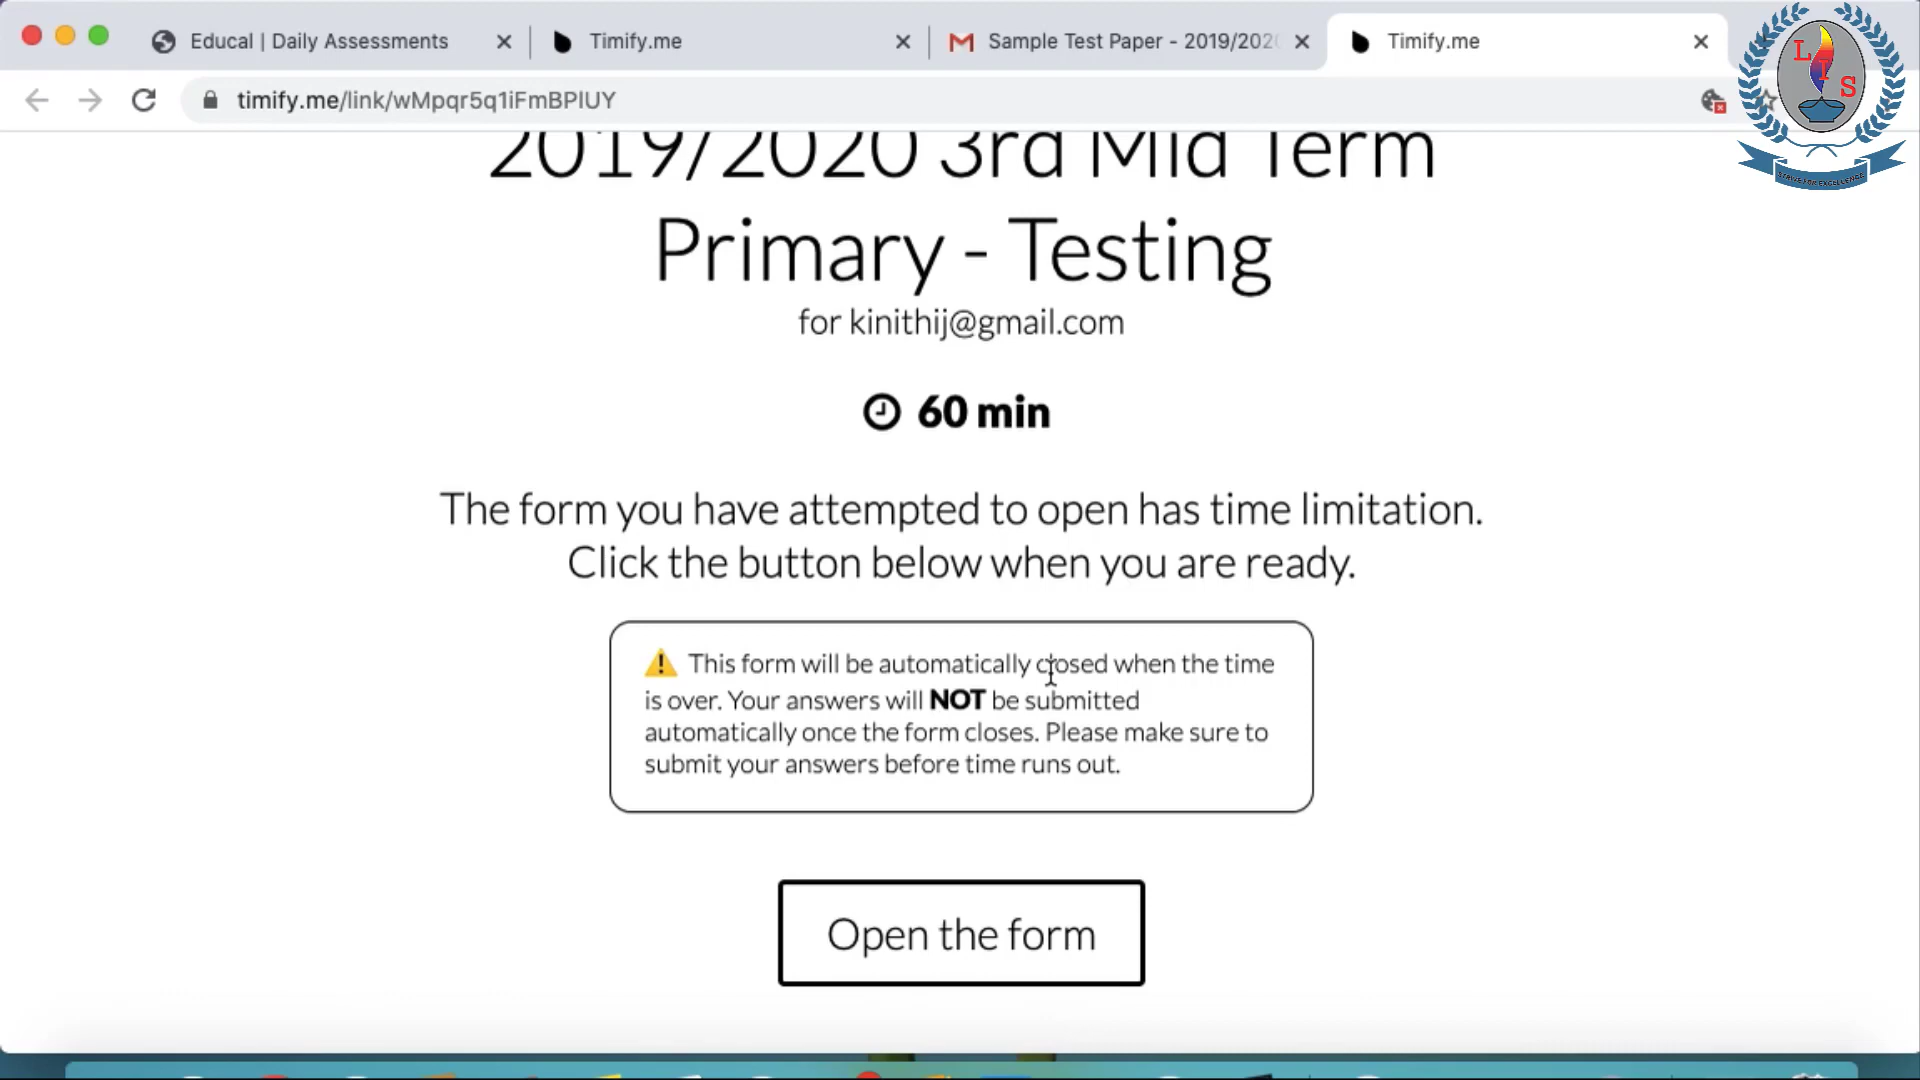 Educal | Daily Assessments
Timify.me
Sample Test Paper - 2019/202
Timify.me
timify.me/link/wMpqr5q1iFmBPlUY
L I S
STRIVE FOR EXCELLENCE
2019/2020 3rd Mid Term
Primary - Testing
for kinithij@gmail.com
60 min
The form you have attempted to open has time limitation.
Click the button below when you are ready.
This form will be automatically closed when the time
is over. Your answers will NOT be submitted
automatically once the form closes. Please make sure to
submit your answers before time runs out.
Open the form